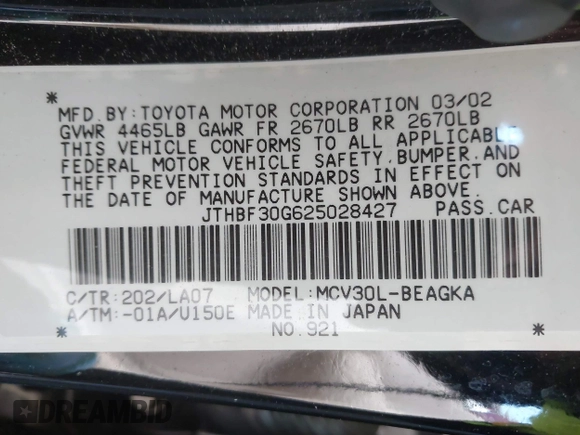 MFD.BY:TOYOTA MOTOR CORPORATION 03/02
GVWR 4465LB GAWR FR 2670LB RR 2670LB
THIS VEHICLE CONFORMS TO ALL APPLICABLE
FEDERAL MOTOR VEHICLE SAFETY,BUMPER,AND
THEFT PREVENTION STANDARDS IN EFFECT ON
THE DATE OF MANUFACTURE SHOWN ABOVE.
JTHBF30G625028427 PASS.CAR
C/TR:202/LA07 MODEL:MCV30L-BEAGKA
A/TM:-01A/U150E MADE IN JAPAN
NO.921
DREAMBID